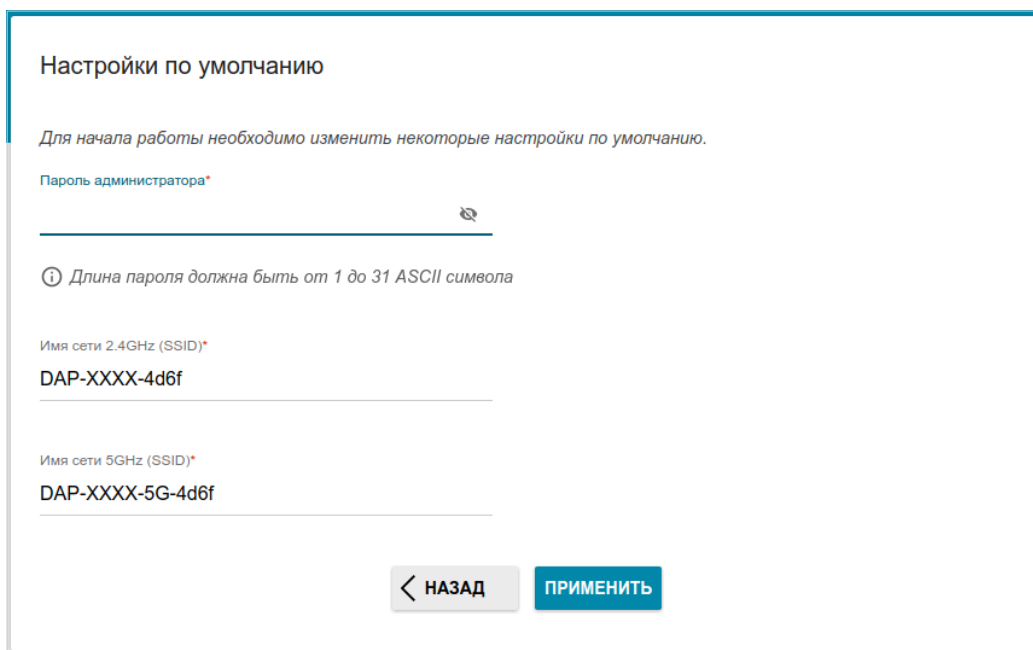 Настройки по умолчанию
Для начала работы необходимо изменить некоторые настройки по умолчанию.
Пароль администратора*
Длина пароля должна быть от 1 до 31 ASCII символа
Имя сети 2.4GHz (SSID)*
DAP-XXXX-4d6f
Имя сети 5GHz (SSID)*
DAP-XXXX-5G-4d6f
НАЗАД ПРИМЕНИТЬ